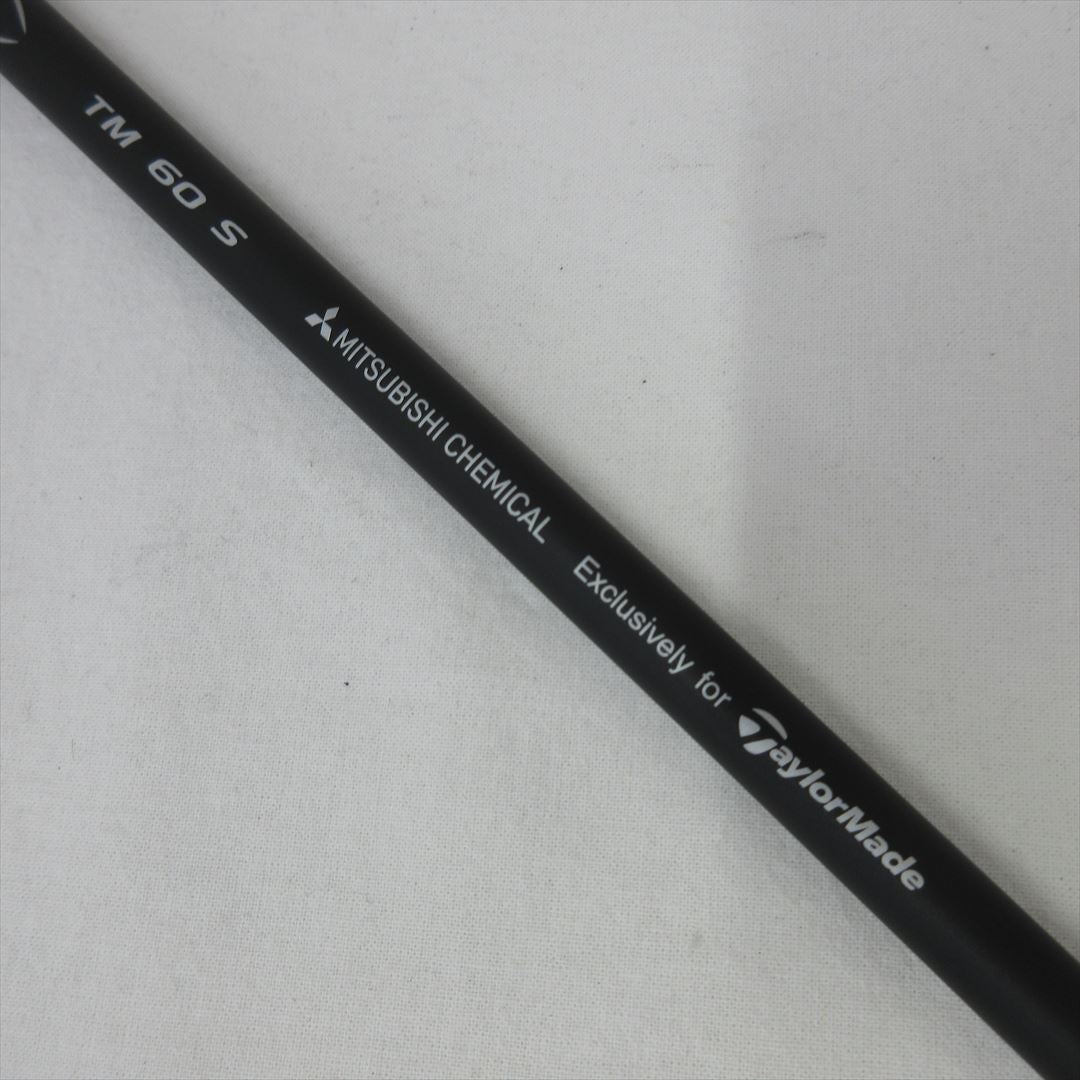 TM 60 S MITSUBISHI CHEMICAL Exclusively for TaylorMade